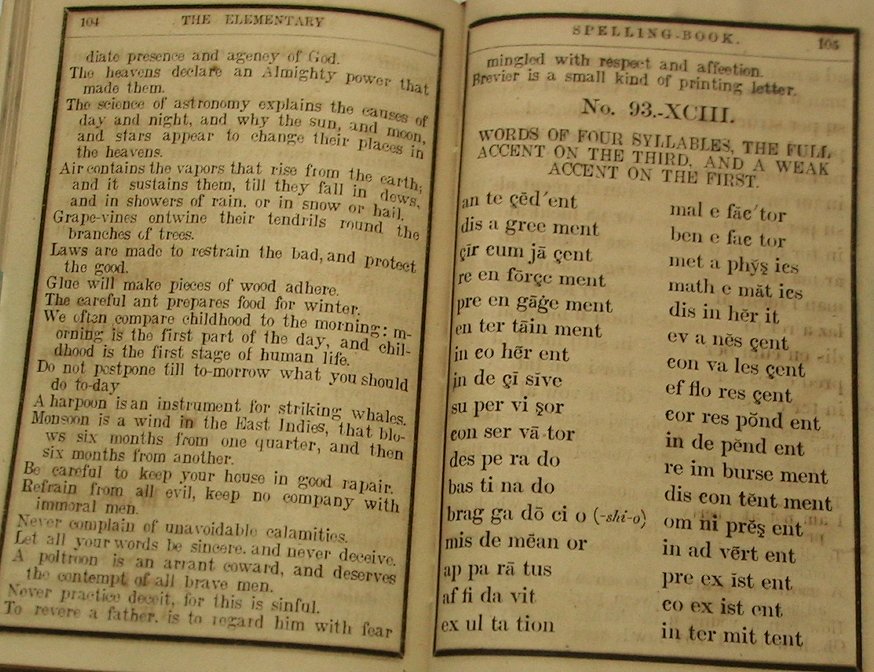 104 THE ELEMENTARY
diate presence and agency of God.
The heavens declare an Almighty power that
made them.
The science of astronomy explains the causes of
day and night, and why the sun, and moon,
and stars appear to change their places in
the heavens.
Air contains the vapors that rise from the earth;
and it sustains them, till they fall in dews,
and in showers of rain, or in snow or hail.
Grape-vines entwine their tendrils round the
branches of trees.
Laws are made to restrain the bad, and protect
the good.
Glue will make pieces of wood adhere.
The careful ant prepares food for winter.
We often compare childhood to the morning: m-
orning is the first part of the day, and chil-
dhood is the first stage of human life.
Do not postpone till to-morrow what you should
do to-day
A harpoon is an instrument for striking whales.
Monsoon is a wind in the East Indies, that blo-
ws six months from one quarter, and then
six months from another.
Be careful to keep your house in good rapair.
Refrain from all evil, keep no company with
immoral men.
Never complain of unavoidable calamities.
Let all your words be sincere, and never deceive.
A poltroon is an arrant coward, and deserves
the contempt of all brave men.
Never practice deceit, for this is sinful.
To revere a father, is to regard him with fear
SPELLING-BOOK. 105
mingled with respect and affection.
Brevier is a small kind of printing letter.
No. 93.-XCIII.
WORDS OF FOUR SYLLABLES, THE FULL
ACCENT ON THE THIRD, AND A WEAK
ACCENT ON THE FIRST.
an te çēd′ent
dis a gree ment
çĩr cum jā çent
re en fōrçe ment
pre en gāġe ment
en ter tāin ment
in co hēr ent
in de çī sīve
su per vi ṣor
con ser vā tor
des pe ra do
bas ti na do
brag ga dō ci o (-shi-o)
mis de mēan or
ap pa rā tus
af fi da vit
ex ul ta tion
mal e făc′tor
ben e fac tor
met a phy̆ṣ ics
math e măt ics
dis in hĕr it
ev a nĕs çent
con va les çent
ef flo res çent
cor res pŏnd ent
in de pĕnd ent
re im burse ment
dis con tĕnt ment
om ni prĕṣ ent
in ad vẽrt ent
pre ex ĭst ent
co ex ist ent
in ter mit tent